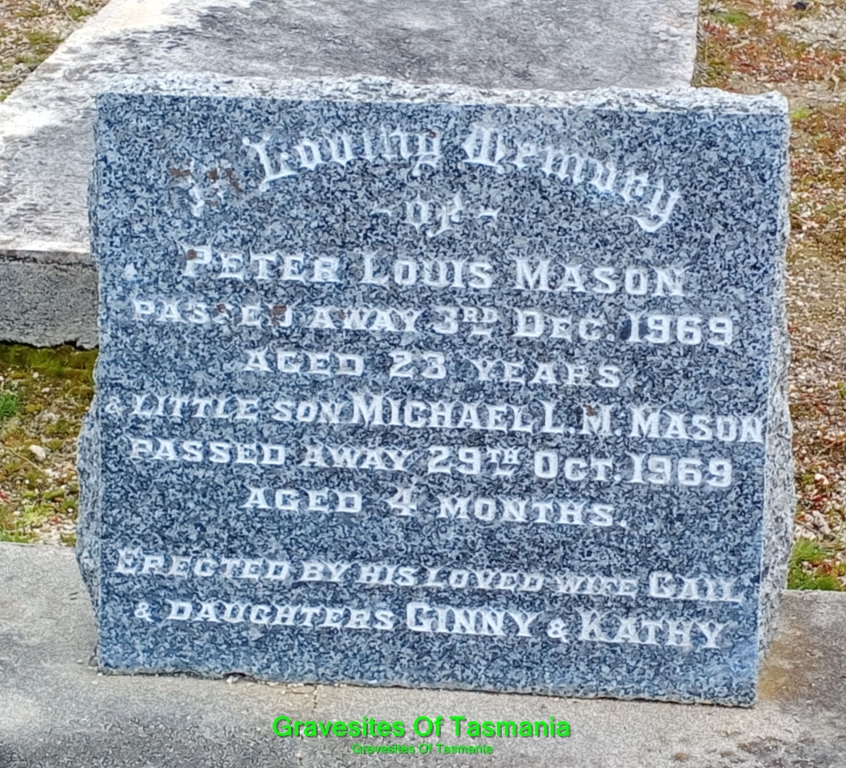 In Loving Memory
- OF -
PETER LOUIS MASON
PASSED AWAY 3RD DEC. 1969
AGED 23 YEARS
& LITTLE SON MICHAEL L. M. MASON
PASSED AWAY 29TH OCT. 1969
AGED 4 MONTHS.
ERECTED BY HIS LOVED WIFE GAIL
& DAUGHTERS GINNY & KATHY
Gravesites Of Tasmania
Gravesites Of Tasmania